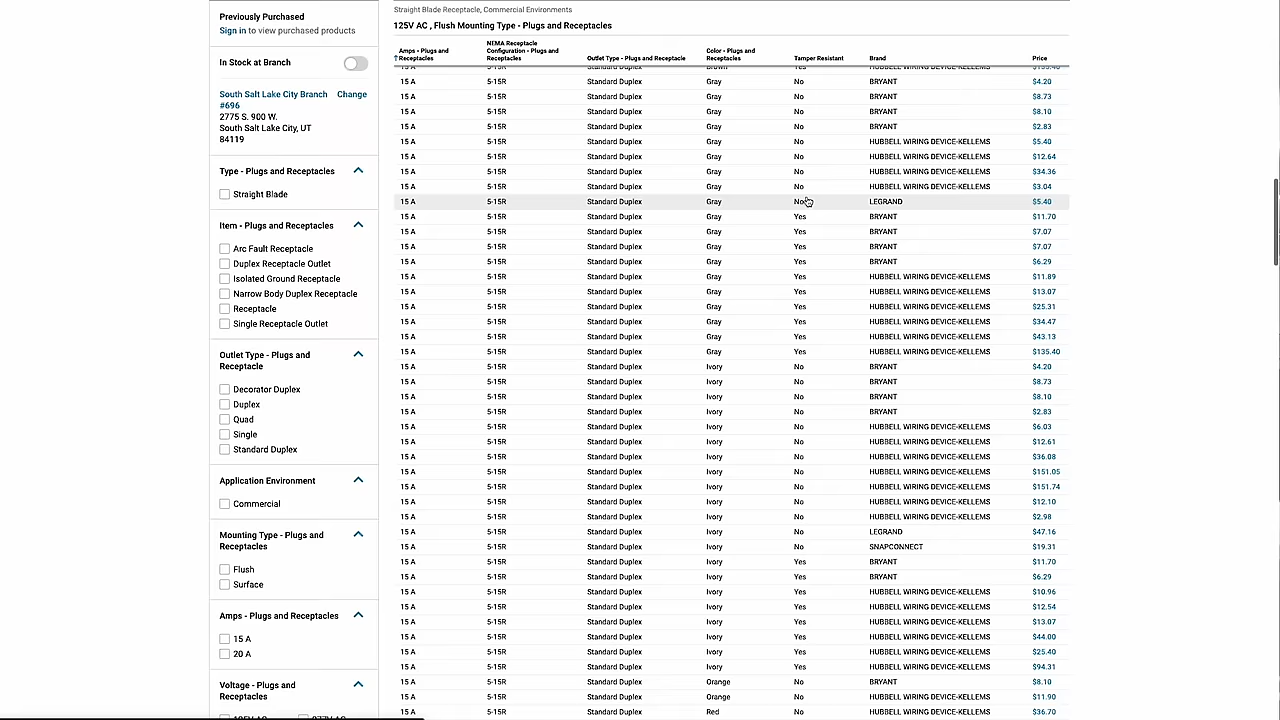 Previously Purchased
Sign in to view purchased products
In Stock at Branch
South Salt Lake City Branch #696 Change
2775 S. 900 W.
South Salt Lake City, UT
84119
Type - Plugs and Receptacles
Straight Blade
Item - Plugs and Receptacles
Arc Fault Receptacle
Duplex Receptacle Outlet
Isolated Ground Receptacle
Narrow Body Duplex Receptacle
Receptacle
Single Receptacle Outlet
Outlet Type - Plugs and Receptacle
Decorator Duplex
Duplex
Quad
Single
Standard Duplex
Application Environment
Commercial
Mounting Type - Plugs and Receptacles
Flush
Surface
Amps - Plugs and Receptacles
15 A
20 A
Voltage - Plugs and Receptacles
Straight Blade Receptacle, Commercial Environments
125V AC , Flush Mounting Type - Plugs and Receptacles
Amps - Plugs and Receptacles NEMA Receptacle Configuration - Plugs and Receptacles Outlet Type - Plugs and Receptacle Color - Plugs and Receptacles Tamper Resistant Brand Price
15 A 5-15R Standard Duplex Gray No BRYANT $4.20
15 A 5-15R Standard Duplex Gray No BRYANT $8.73
15 A 5-15R Standard Duplex Gray No BRYANT $8.10
15 A 5-15R Standard Duplex Gray No BRYANT $2.83
15 A 5-15R Standard Duplex Gray No HUBBELL WIRING DEVICE-KELLEMS $5.40
15 A 5-15R Standard Duplex Gray No HUBBELL WIRING DEVICE-KELLEMS $12.64
15 A 5-15R Standard Duplex Gray No HUBBELL WIRING DEVICE-KELLEMS $34.36
15 A 5-15R Standard Duplex Gray No HUBBELL WIRING DEVICE-KELLEMS $3.04
15 A 5-15R Standard Duplex Gray No LEGRAND $5.40
15 A 5-15R Standard Duplex Gray Yes BRYANT $11.70
15 A 5-15R Standard Duplex Gray Yes BRYANT $7.07
15 A 5-15R Standard Duplex Gray Yes BRYANT $7.07
15 A 5-15R Standard Duplex Gray Yes BRYANT $6.29
15 A 5-15R Standard Duplex Gray Yes HUBBELL WIRING DEVICE-KELLEMS $11.89
15 A 5-15R Standard Duplex Gray Yes HUBBELL WIRING DEVICE-KELLEMS $13.07
15 A 5-15R Standard Duplex Gray Yes HUBBELL WIRING DEVICE-KELLEMS $25.31
15 A 5-15R Standard Duplex Gray Yes HUBBELL WIRING DEVICE-KELLEMS $34.47
15 A 5-15R Standard Duplex Gray Yes HUBBELL WIRING DEVICE-KELLEMS $43.13
15 A 5-15R Standard Duplex Gray Yes HUBBELL WIRING DEVICE-KELLEMS $135.40
15 A 5-15R Standard Duplex Ivory No BRYANT $4.20
15 A 5-15R Standard Duplex Ivory No BRYANT $8.73
15 A 5-15R Standard Duplex Ivory No BRYANT $8.10
15 A 5-15R Standard Duplex Ivory No BRYANT $2.83
15 A 5-15R Standard Duplex Ivory No HUBBELL WIRING DEVICE-KELLEMS $6.03
15 A 5-15R Standard Duplex Ivory No HUBBELL WIRING DEVICE-KELLEMS $12.61
15 A 5-15R Standard Duplex Ivory No HUBBELL WIRING DEVICE-KELLEMS $36.08
15 A 5-15R Standard Duplex Ivory No HUBBELL WIRING DEVICE-KELLEMS $151.05
15 A 5-15R Standard Duplex Ivory No HUBBELL WIRING DEVICE-KELLEMS $151.74
15 A 5-15R Standard Duplex Ivory No HUBBELL WIRING DEVICE-KELLEMS $12.10
15 A 5-15R Standard Duplex Ivory No HUBBELL WIRING DEVICE-KELLEMS $2.98
15 A 5-15R Standard Duplex Ivory No LEGRAND $47.16
15 A 5-15R Standard Duplex Ivory No SNAPCONNECT $19.31
15 A 5-15R Standard Duplex Ivory Yes BRYANT $11.70
15 A 5-15R Standard Duplex Ivory Yes BRYANT $6.29
15 A 5-15R Standard Duplex Ivory Yes HUBBELL WIRING DEVICE-KELLEMS $10.96
15 A 5-15R Standard Duplex Ivory Yes HUBBELL WIRING DEVICE-KELLEMS $12.54
15 A 5-15R Standard Duplex Ivory Yes HUBBELL WIRING DEVICE-KELLEMS $13.07
15 A 5-15R Standard Duplex Ivory Yes HUBBELL WIRING DEVICE-KELLEMS $44.00
15 A 5-15R Standard Duplex Ivory Yes HUBBELL WIRING DEVICE-KELLEMS $25.40
15 A 5-15R Standard Duplex Ivory Yes HUBBELL WIRING DEVICE-KELLEMS $94.31
15 A 5-15R Standard Duplex Orange No BRYANT $8.10
15 A 5-15R Standard Duplex Orange No HUBBELL WIRING DEVICE-KELLEMS $11.90
15 A 5-15R Standard Duplex Red No HUBBELL WIRING DEVICE-KELLEMS $36.70